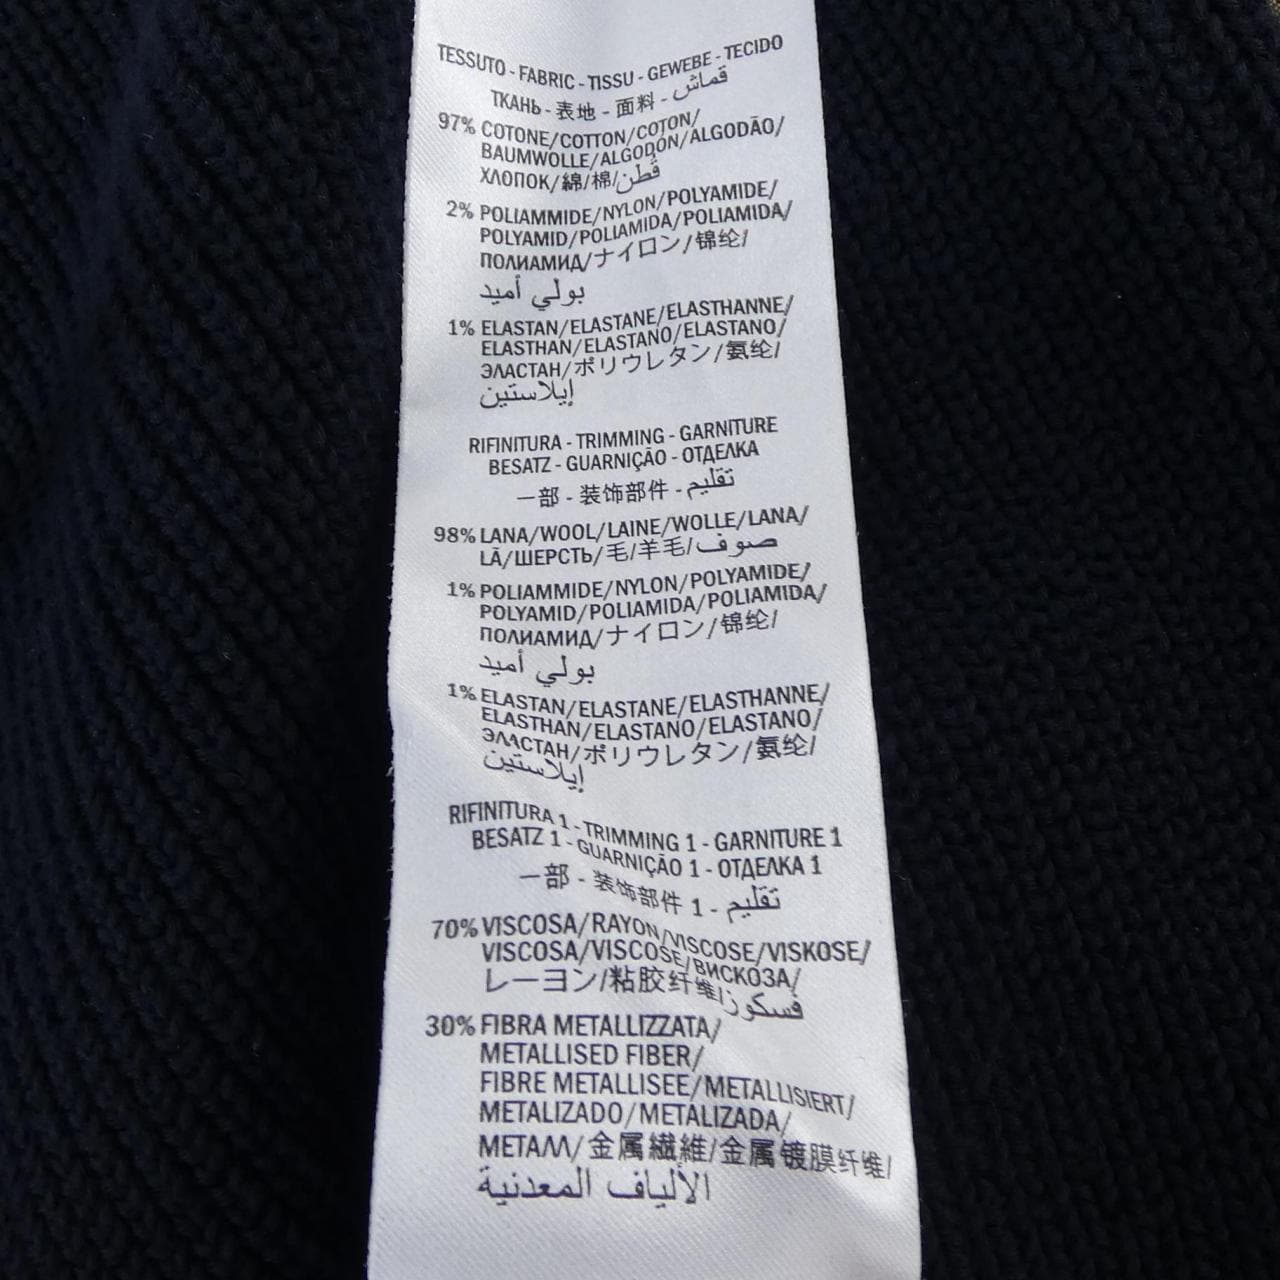 TESSUTO - FABRIC - TISSU - GEWEBE - TECIDO
ТКАНЬ - 表地 - 面料 - قماش
97% COTONE/COTTON/COTON/
BAUMWOLLE/ALGODÓN/ALGODÃO/
ХЛОПОК/綿/棉/قطن
2% POLIAMMIDE/NYLON/POLYAMIDE/
POLYAMID/POLIAMIDA/POLIAMIDA/
ПОЛИАМИД/ナイロン/锦纶/
بولي أميد
1% ELASTAN/ELASTANE/ELASTHANNE/
ELASTHAN/ELASTANO/ELASTANO/
ЭЛАСТАН/ポリウレタン/氨纶/
إيلاستين
RIFINITURA - TRIMMING - GARNITURE
BESATZ - GUARNIÇÃO - ОТДЕЛКА
一部 - 装饰部件 - تقليم
98% LANA/WOOL/LAINE/WOLLE/LANA/
LÃ/ШЕРСТЬ/毛/羊毛/صوف
1% POLIAMMIDE/NYLON/POLYAMIDE/
POLYAMID/POLIAMIDA/POLIAMIDA/
ПОЛИАМИД/ナイロン/锦纶/
بولي أميد
1% ELASTAN/ELASTANE/ELASTHANNE/
ELASTHAN/ELASTANO/ELASTANO/
ЭЛАСТАН/ポリウレタン/氨纶/
إيلاستين
RIFINITURA 1 - TRIMMING 1 - GARNITURE 1
BESATZ 1 - GUARNIÇÃO 1 - ОТДЕЛКА 1
一部 - 装饰部件 1 - تقليم
70% VISCOSA/RAYON/VISCOSE/VISKOSE/
VISCOSA/VISCOSE/ВИСКОЗА/
レーヨン/粘胶纤维/فسكوز
30% FIBRA METALLIZZATA/
METALLISED FIBER/
FIBRE METALLISEE/METALLISIERT/
METALIZADO/METALIZADA/
МЕТАЛЛ/金属繊維/金属镀膜纤维/
الألياف المعدنية